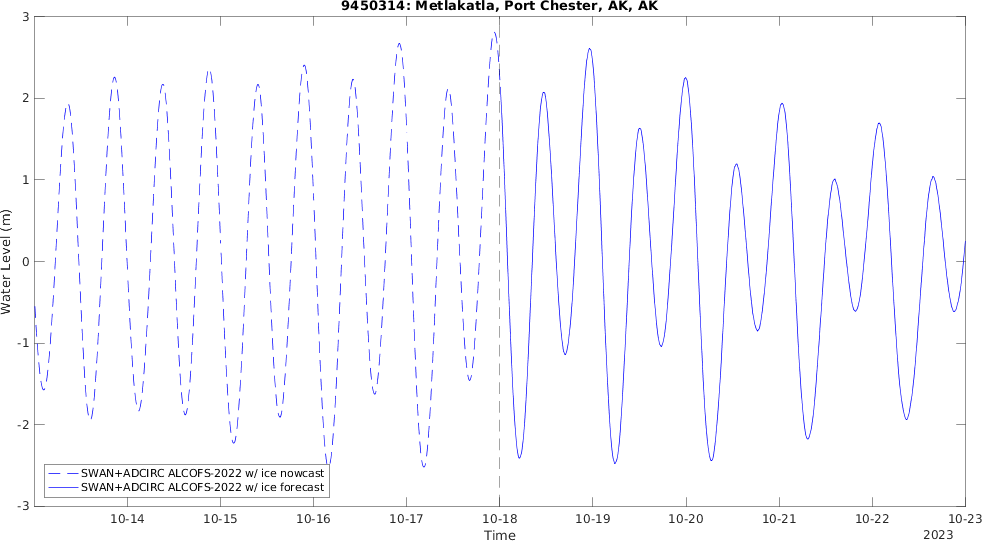 9450314: Metlakatla, Port Chester, AK, AK
3
2
1
0
-1
-2
-3
Water Level (m)
SWAN+ADCIRC ALCOFS-2022 w/ ice nowcast
SWAN+ADCIRC ALCOFS-2022 w/ ice forecast
10-14 10-15 10-16 10-17 10-18 10-19 10-20 10-21 10-22 10-23
Time
2023